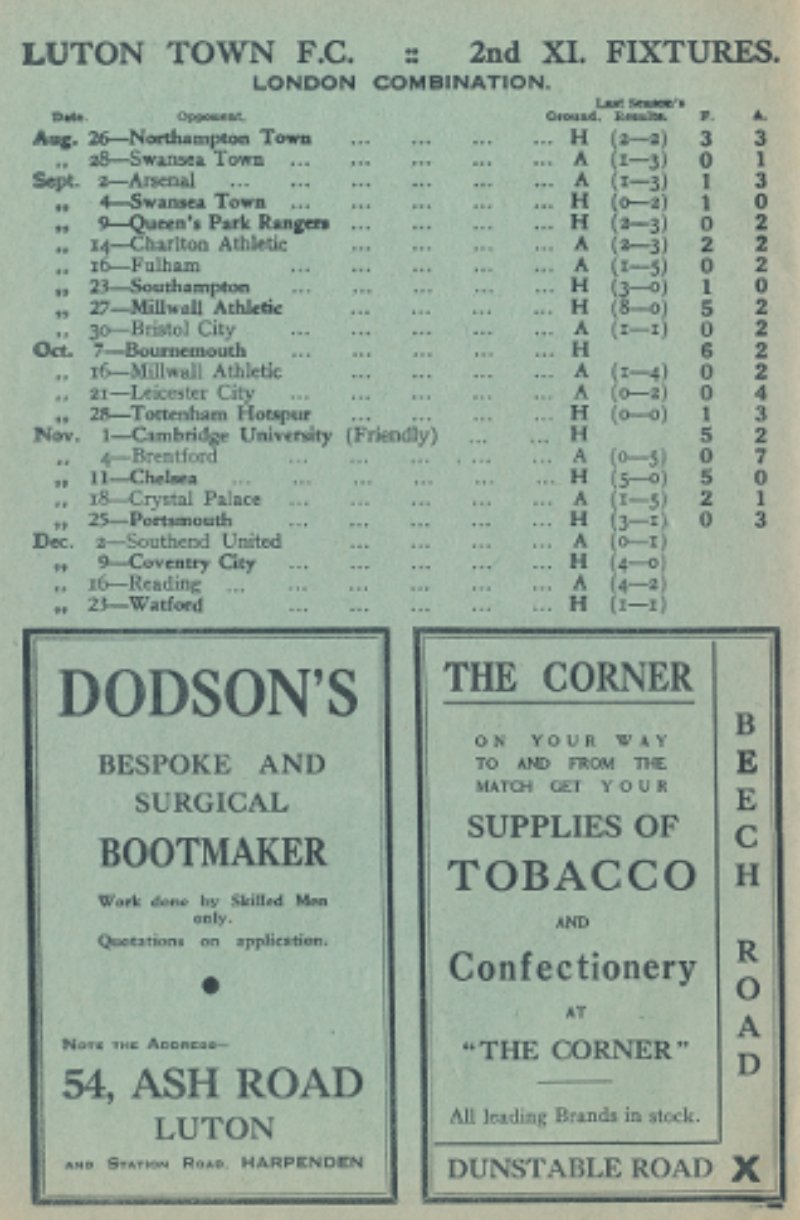 LUTON TOWN F.C. :: 2nd XI. FIXTURES.
LONDON COMBINATION.
Date. Opponent. Ground. Last Season's Results. F. A.
Aug. 26—Northampton Town ... ... ... ... H (2—2) 3 3
„ 28—Swansea Town ... ... ... ... ... A (1—3) 0 1
Sept. 2—Arsenal ... ... ... ... ... ... A (1—3) 1 3
„ 4—Swansea Town ... ... ... ... ... H (0—2) 1 0
„ 9—Queen's Park Rangers ... ... ... ... H (2—3) 0 2
„ 14—Charlton Athletic ... ... ... ... A (2—3) 2 2
„ 16—Fulham ... ... ... ... ... A (1—5) 0 2
„ 23—Southampton ... ... ... ... ... H (3—0) 1 0
„ 27—Millwall Athletic ... ... ... ... H (8—0) 5 2
„ 30—Bristol City ... ... ... ... ... A (1—1) 0 2
Oct. 7—Bournemouth ... ... ... ... ... H 6 2
„ 16—Millwall Athletic ... ... ... ... A (1—4) 0 2
„ 21—Leicester City ... ... ... ... ... A (0—2) 0 4
„ 28—Tottenham Hotspur ... ... ... ... H (0—0) 1 3
Nov. 1—Cambridge University (Friendly) ... ... H 5 2
„ 4—Brentford ... ... ... ... ... A (0—5) 0 7
„ 11—Chelsea ... ... ... ... ... ... H (5—0) 5 0
„ 18—Crystal Palace ... ... ... ... ... A (1—5) 2 1
„ 25—Portsmouth ... ... ... ... ... H (3—1) 0 3
Dec. 2—Southend United ... ... ... ... A (0—1)
„ 9—Coventry City ... ... ... ... ... H (4—0)
„ 16—Reading ... ... ... ... ... ... A (4—2)
„ 23—Watford ... ... ... ... ... H (1—1)
DODSON'S
BESPOKE AND
SURGICAL
BOOTMAKER
Work done by Skilled Men
only.
Quotations on application.
NOTE THE ADDRESS—
54, ASH ROAD
LUTON
AND STATION ROAD, HARPENDEN
THE CORNER
ON YOUR WAY
TO AND FROM THE
MATCH GET YOUR
SUPPLIES OF
TOBACCO
AND
Confectionery
AT
"THE CORNER"
All leading Brands in stock.
BEECH ROAD
DUNSTABLE ROAD X